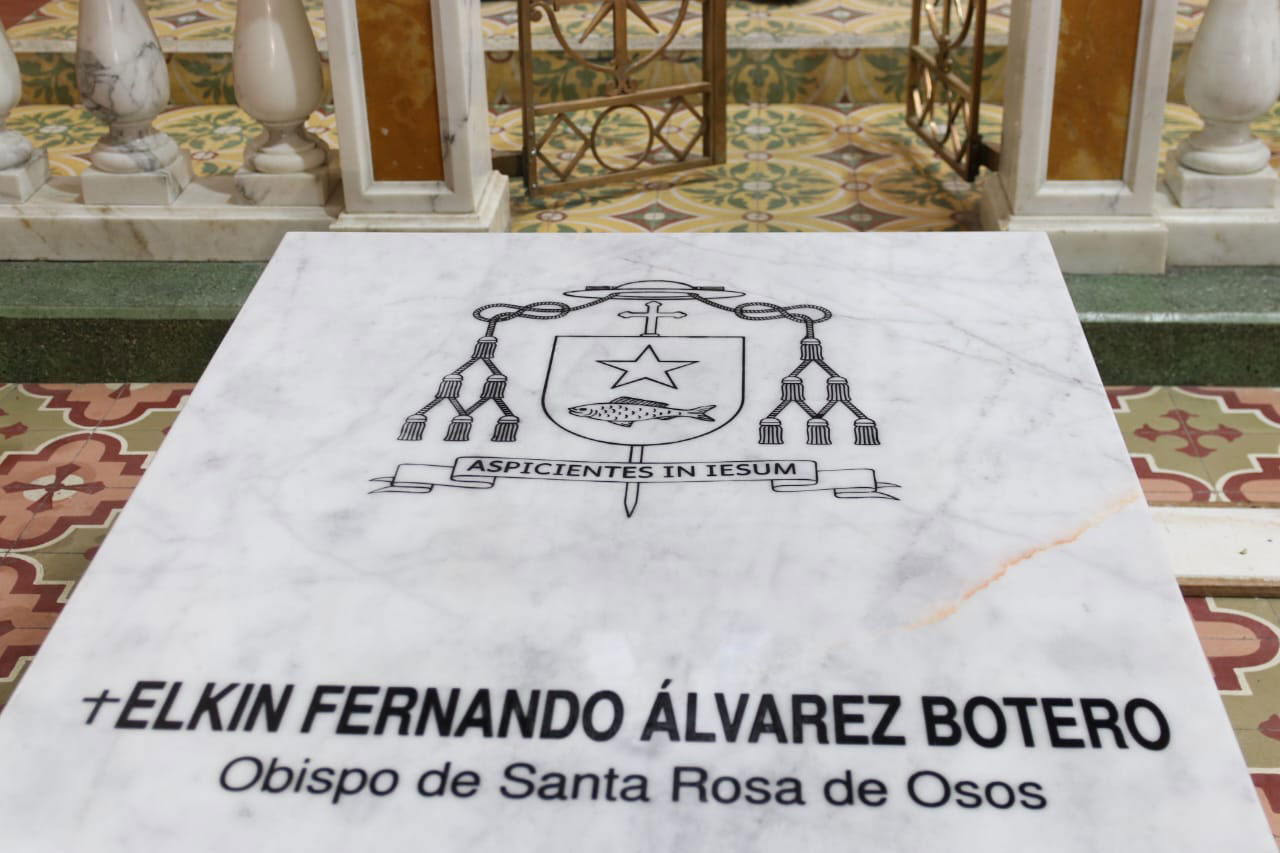 ASPICIENTES IN IESUM
+ELKIN FERNANDO ÁLVAREZ BOTERO
Obispo de Santa Rosa de Osos